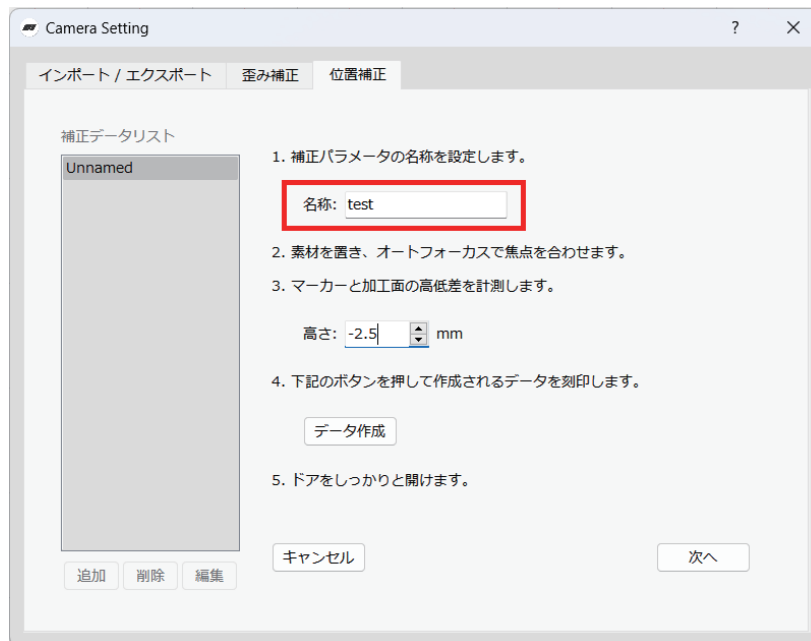 Camera Setting
?
インポート / エクスポート
歪み補正
位置補正
補正データリスト
Unnamed
1. 補正パラメータの名称を設定します。
名称: test
2. 素材を置き、オートフォーカスで焦点を合わせます。
3. マーカーと加工面の高低差を計測します。
高さ: -2.5 mm
4. 下記のボタンを押して作成されるデータを刻印します。
データ作成
5. ドアをしっかりと開けます。
追加
削除
編集
キャンセル
次へ